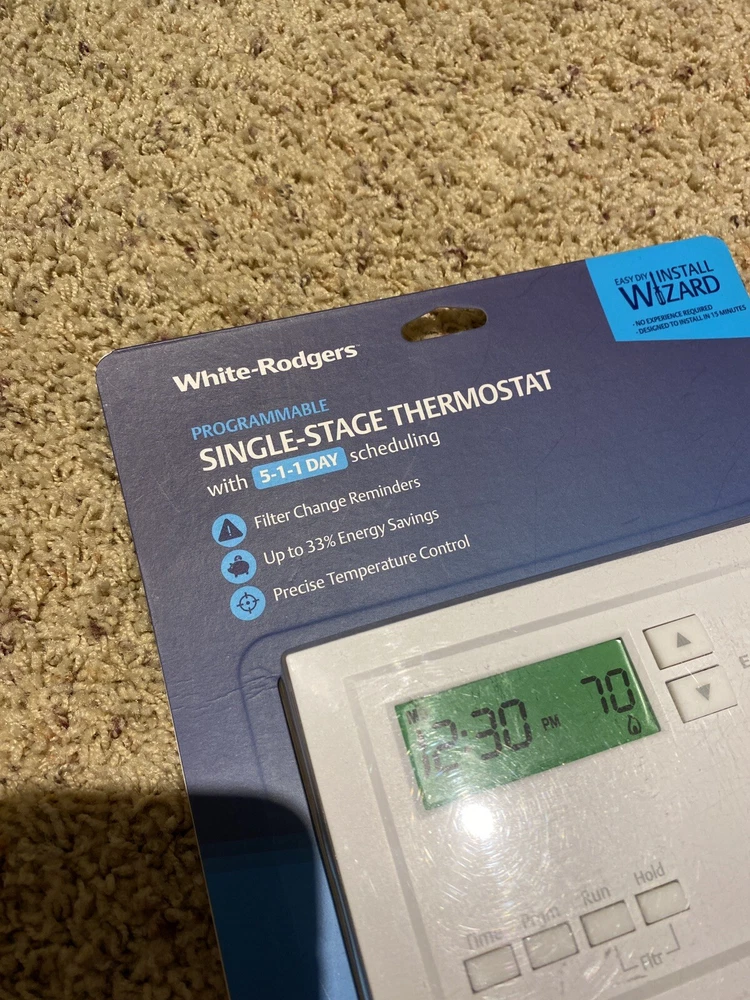 EASY DIY INSTALL
WIZARD
· NO EXPERIENCE REQUIRED
· DESIGNED TO INSTALL IN 15 MINUTES
White-Rodgers™
PROGRAMMABLE
SINGLE-STAGE THERMOSTAT
with 5-1-1 DAY scheduling
Filter Change Reminders
Up to 33% Energy Savings
Precise Temperature Control
12:30 PM 70
Time Prgm Run Hold
Fltr